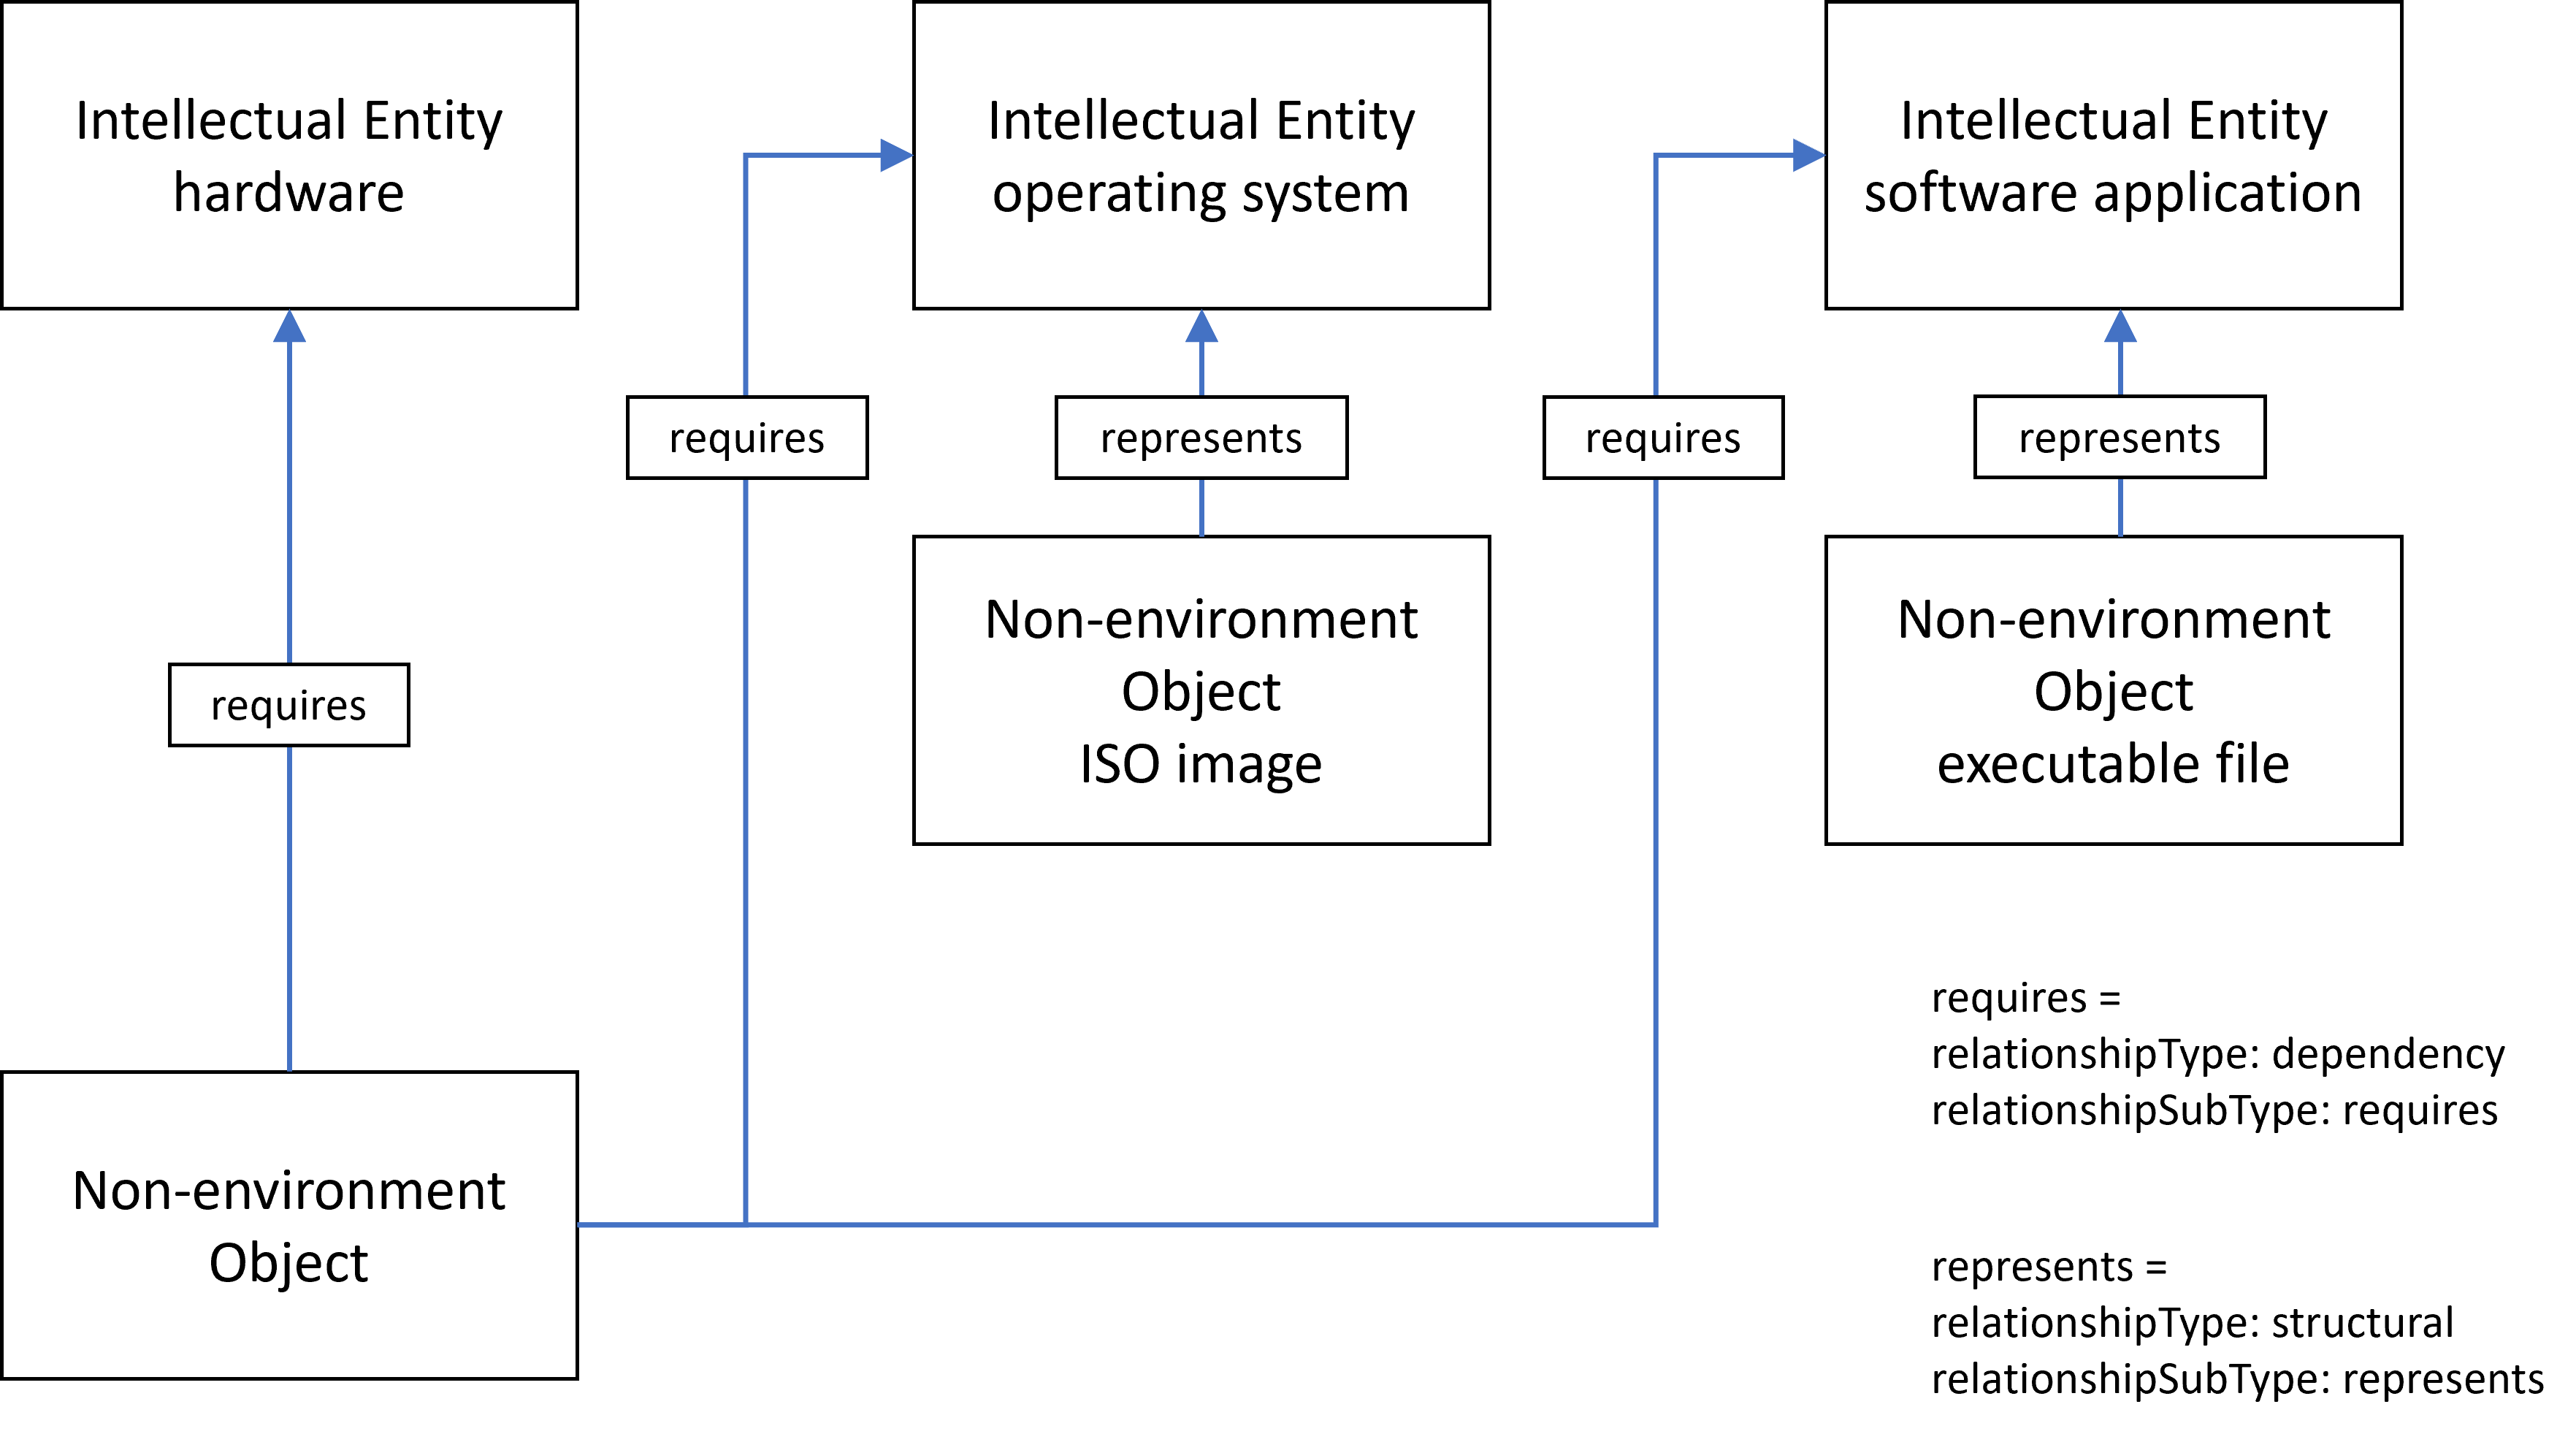 Intellectual Entity
hardware
Intellectual Entity
operating system
Intellectual Entity
software application
requires
represents
requires
represents
Non-environment
Object
ISO image
Non-environment
Object
executable file
requires
Non-environment
Object
requires =
relationshipType: dependency
relationshipSubType: requires
represents =
relationshipType: structural
relationshipSubType: represents